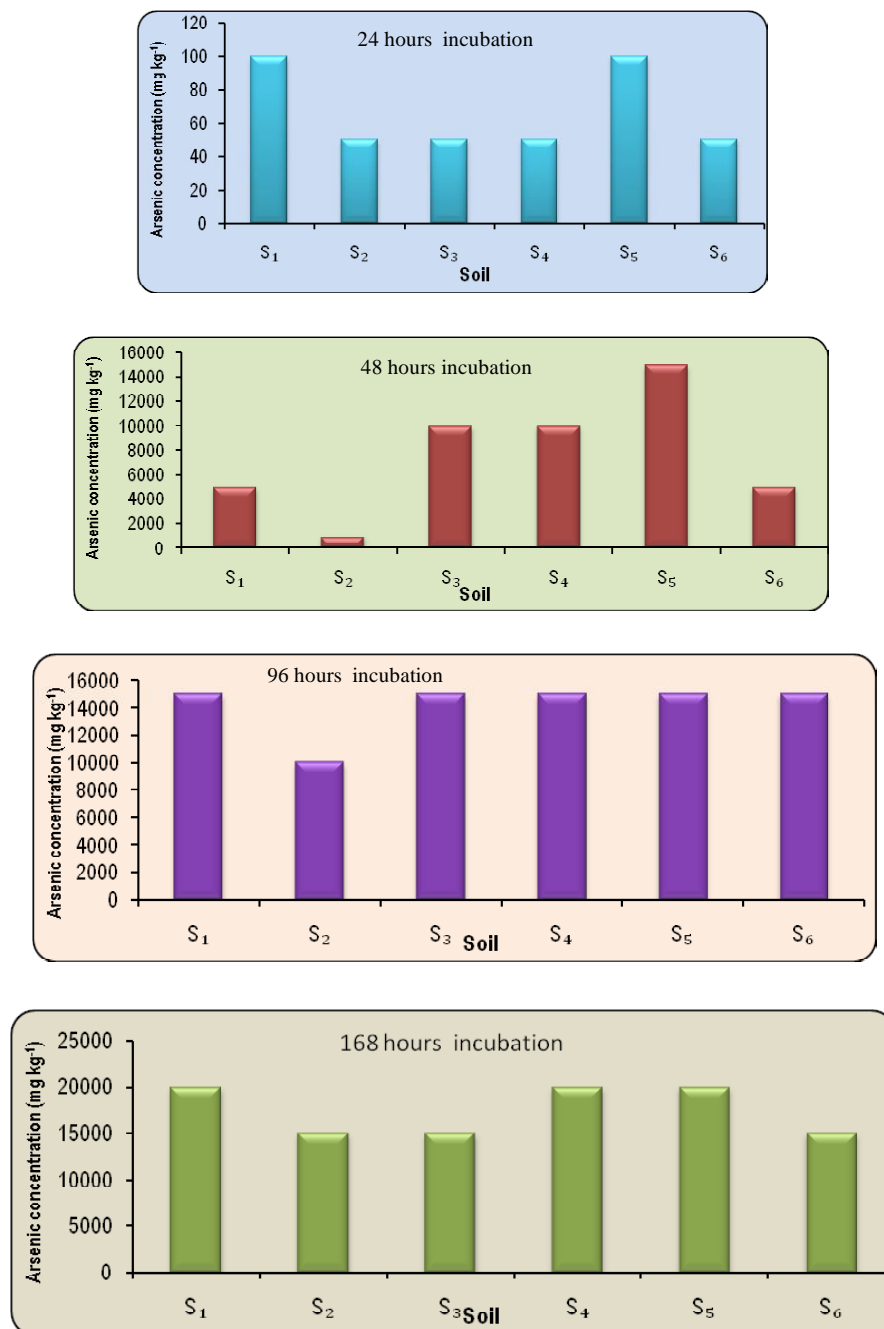 24 hours incubation
Arsenic concentration (mg kg⁻¹)
120
100
80
60
40
20
0
S₁ S₂ S₃ S₄ S₅ S₆
Soil
48 hours incubation
Arsenic concentration (mg kg⁻¹)
16000
14000
12000
10000
8000
6000
4000
2000
0
S₁ S₂ S₃ S₄ S₅ S₆
Soil
96 hours incubation
Arsenic concentration (mg kg⁻¹)
16000
14000
12000
10000
8000
6000
4000
2000
0
S₁ S₂ S₃ S₄ S₅ S₆
Soil
168 hours incubation
Arsenic concentration (mg kg⁻¹)
25000
20000
15000
10000
5000
0
S₁ S₂ S₃ S₄ S₅ S₆
Soil